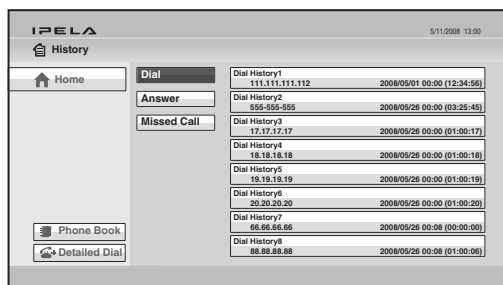 IPELA
5/11/2008 13:00
History
Home
Phone Book
Detailed Dial
Dial
Answer
Missed Call
Dial History1
111.111.111.112 2008/05/01 00:00 (12:34:56)
Dial History2
555-555-555 2008/05/26 00:00 (03:25:45)
Dial History3
17.17.17.17 2008/05/26 00:00 (01:00:17)
Dial History4
18.18.18.18 2008/05/26 00:00 (01:00:18)
Dial History5
19.19.19.19 2008/05/26 00:00 (01:00:19)
Dial History6
20.20.20.20 2008/05/26 00:00 (01:00:20)
Dial History7
66.66.66.66 2008/05/26 00:08 (00:00:00)
Dial History8
88.88.88.88 2008/05/26 00:08 (01:00:06)